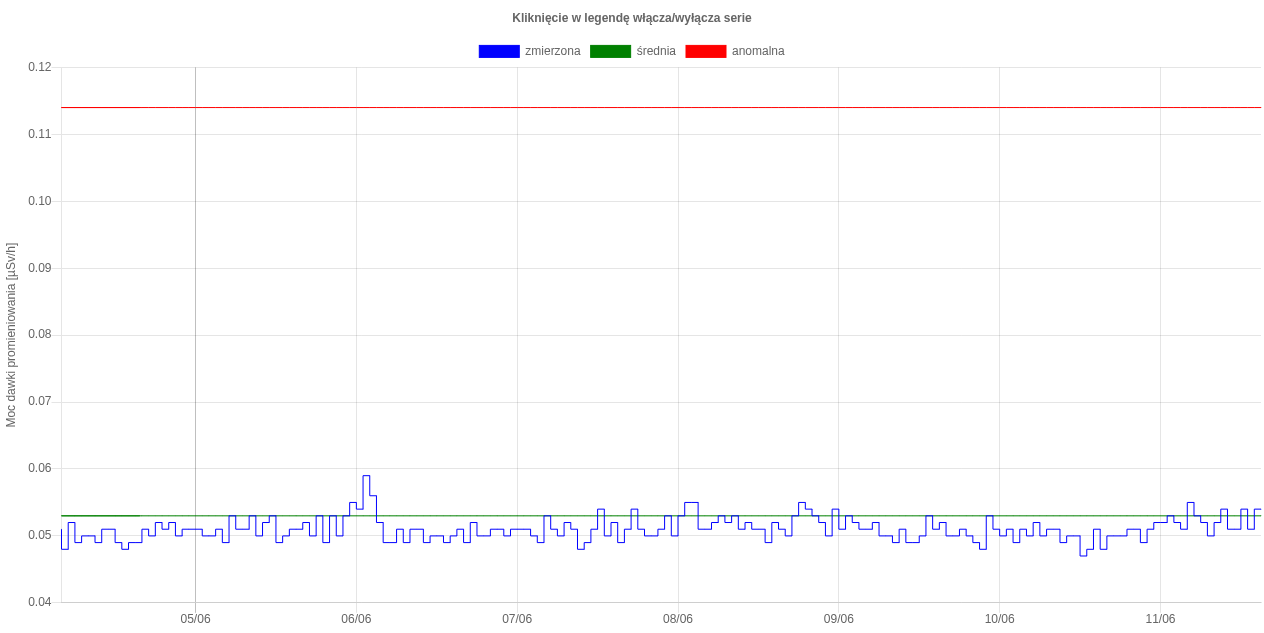 Kliknięcie w legendę włącza/wyłącza serie
zmierzona średnia anomalna
Moc dawki promieniowania [µSv/h]
0.12
0.11
0.10
0.09
0.08
0.07
0.06
0.05
0.04
05/06 06/06 07/06 08/06 09/06 10/06 11/06